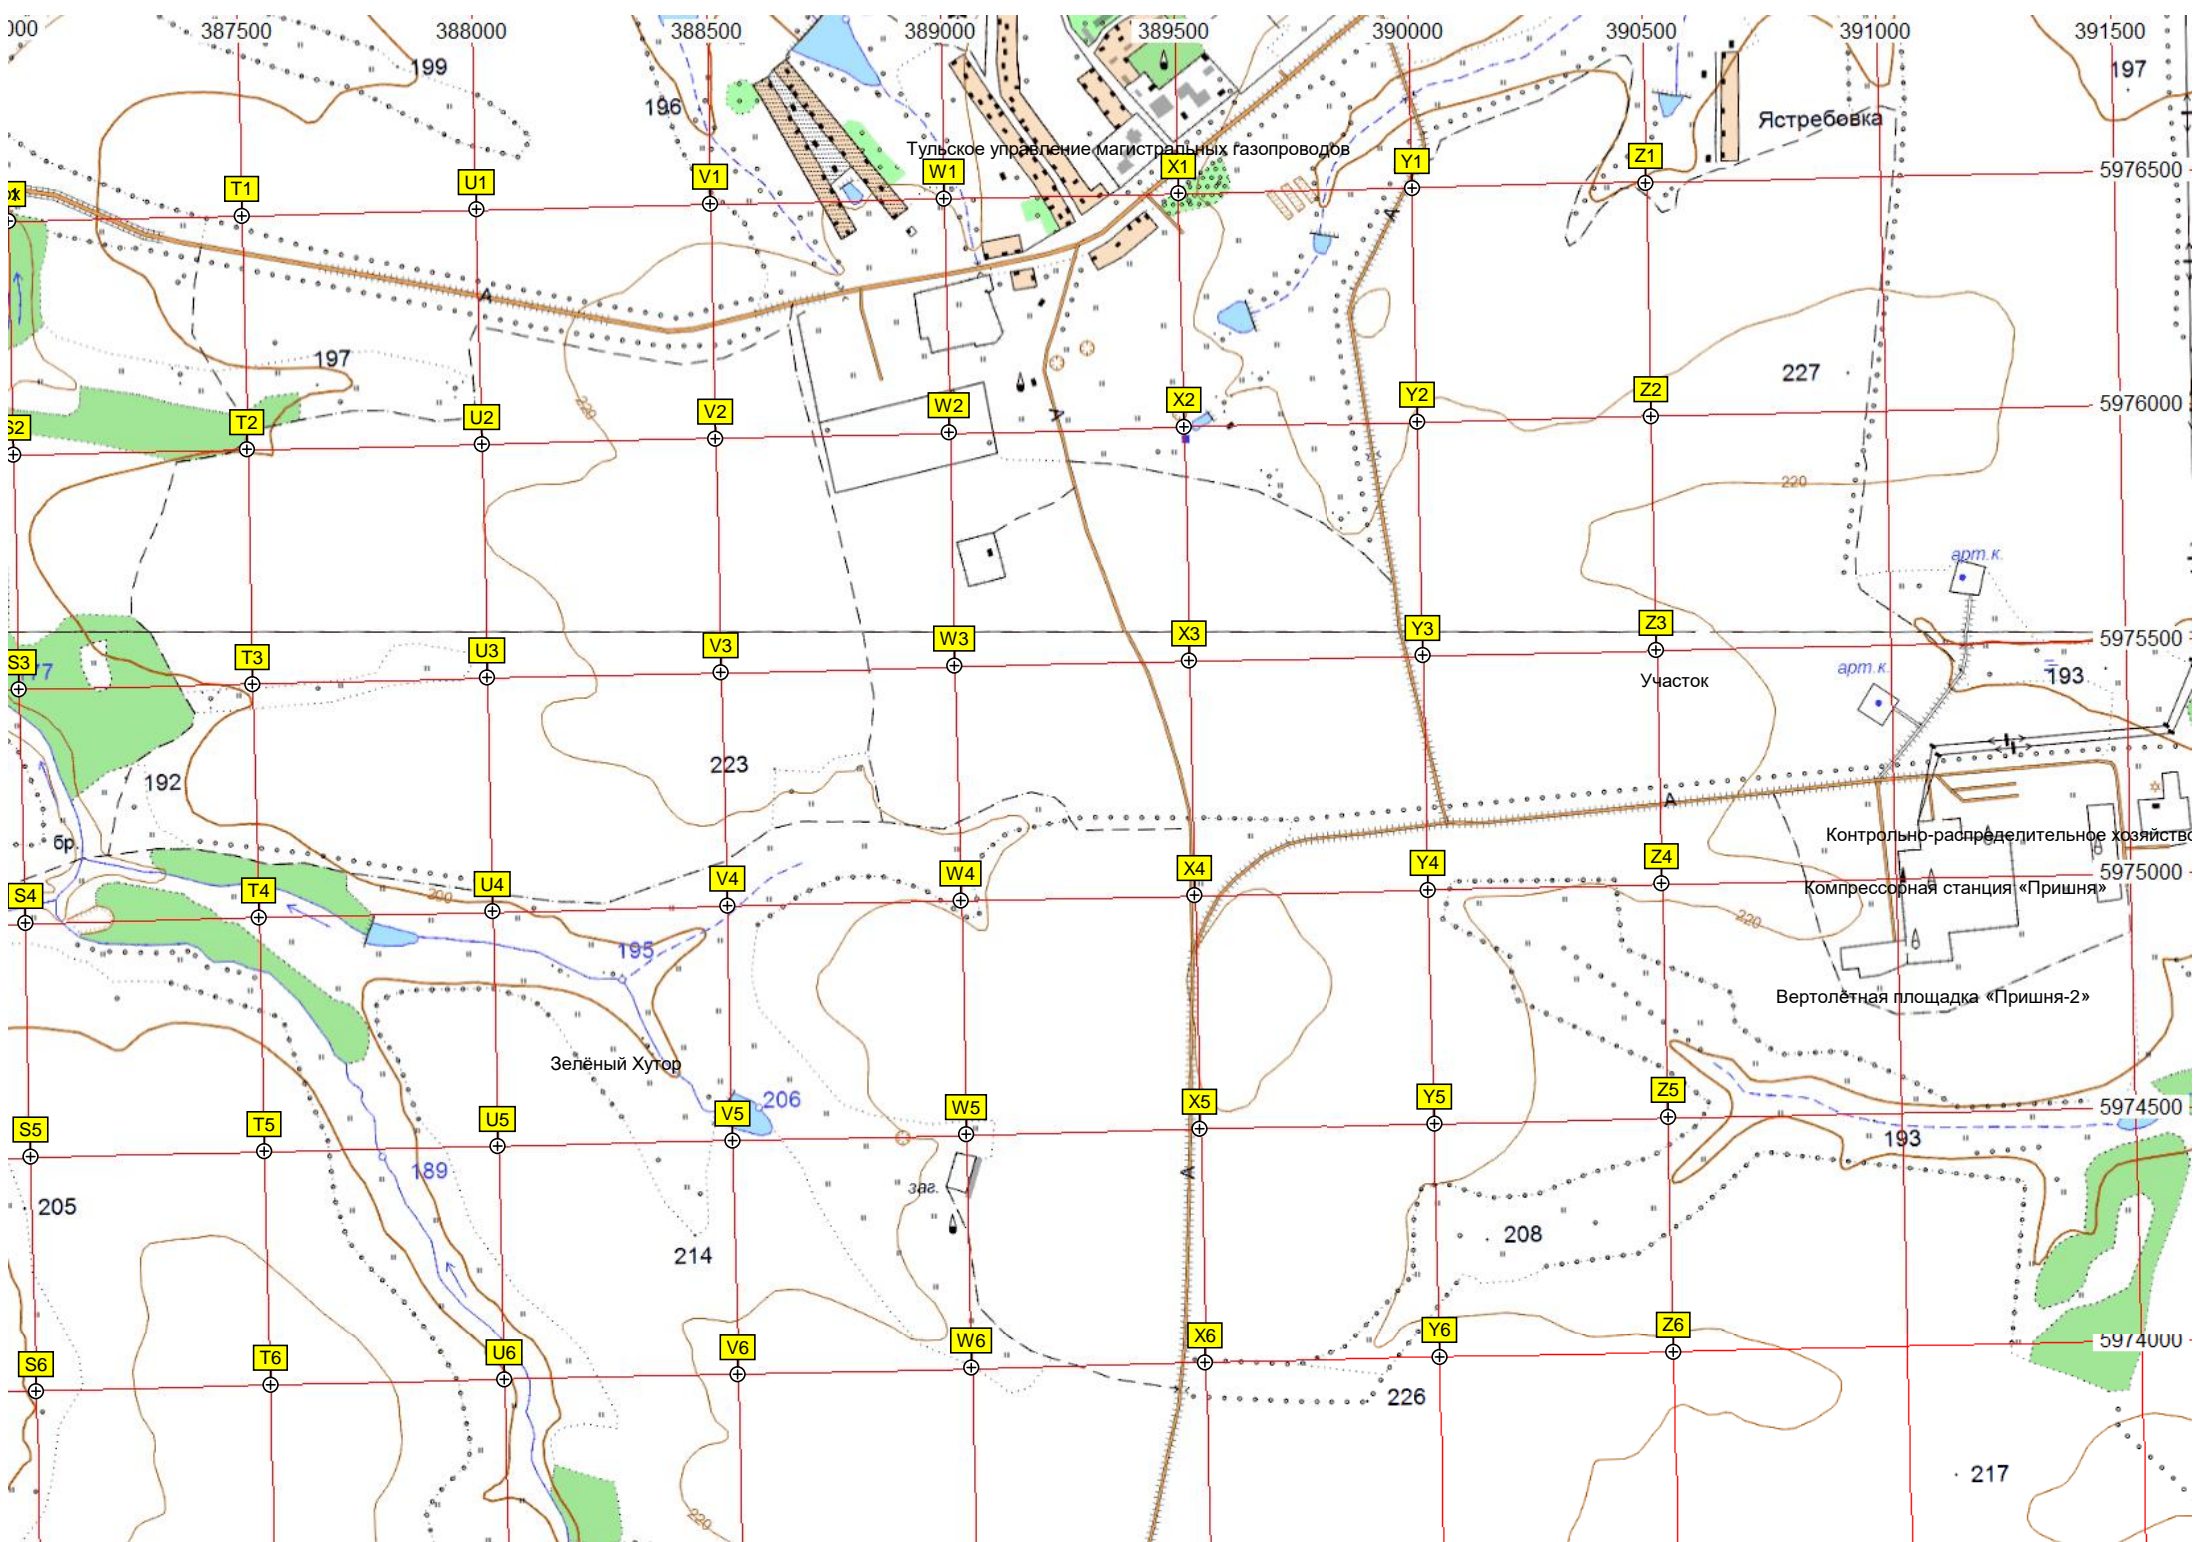 000 387500 388000 388500 389000 389500 390000 390500 391000 391500
199
197
196
Ястребовка
Тульское управление магистральных газопроводов
T1 U1 V1 W1 X1 Y1 Z1
5976500
A
A
197
220
227
A
S2 T2 U2 V2 W2 X2 Y2 Z2
5976000
220
арт.к.
S3 T3 U3 V3 W3 X3 Y3 Z3
5975500
77
арт.к.
193
Участок
223
192
A
бр.
Контрольно-распределительное хозяйство
S4 T4 U4 V4 W4 X4 Y4 Z4
5975000
Компрессорная станция «Пришня»
200
220
195
Вертолётная площадка «Пришня-2»
Зелёный Хутор
206
S5 T5 U5 V5 W5 X5 Y5 Z5
5974500
193
189
A
заг.
205
208
214
S6 T6 U6 V6 W6 X6 Y6 Z6
5974000
226
217
220